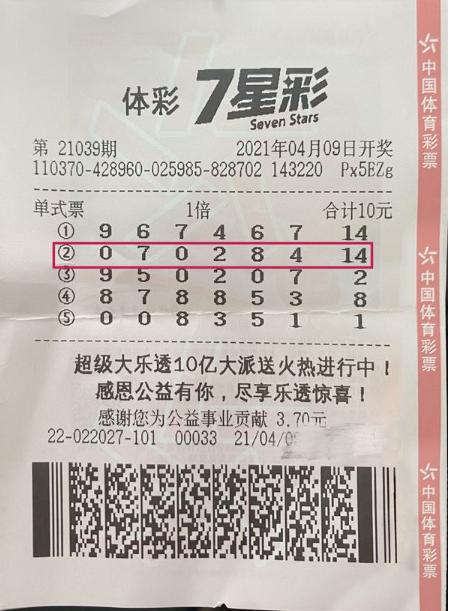 体彩 7星彩
Seven Stars
第 21039期 2021年04月09日开奖
110370-428960-025985-828702 143220 Px5EZg
单式票 1倍 合计10元
① 9 6 7 4 6 7 14
② 0 7 0 2 8 4 14
③ 9 5 0 2 0 7 2
④ 8 7 8 8 5 3 8
⑤ 0 0 8 3 5 1 1
超级大乐透10亿大派送火热进行中！
感恩公益有你，尽享乐透惊喜！
感谢您为公益事业贡献 3.70元
22-022027-101 00033 21/04/0
中国体育彩票
中国体育彩票
中国体育彩票